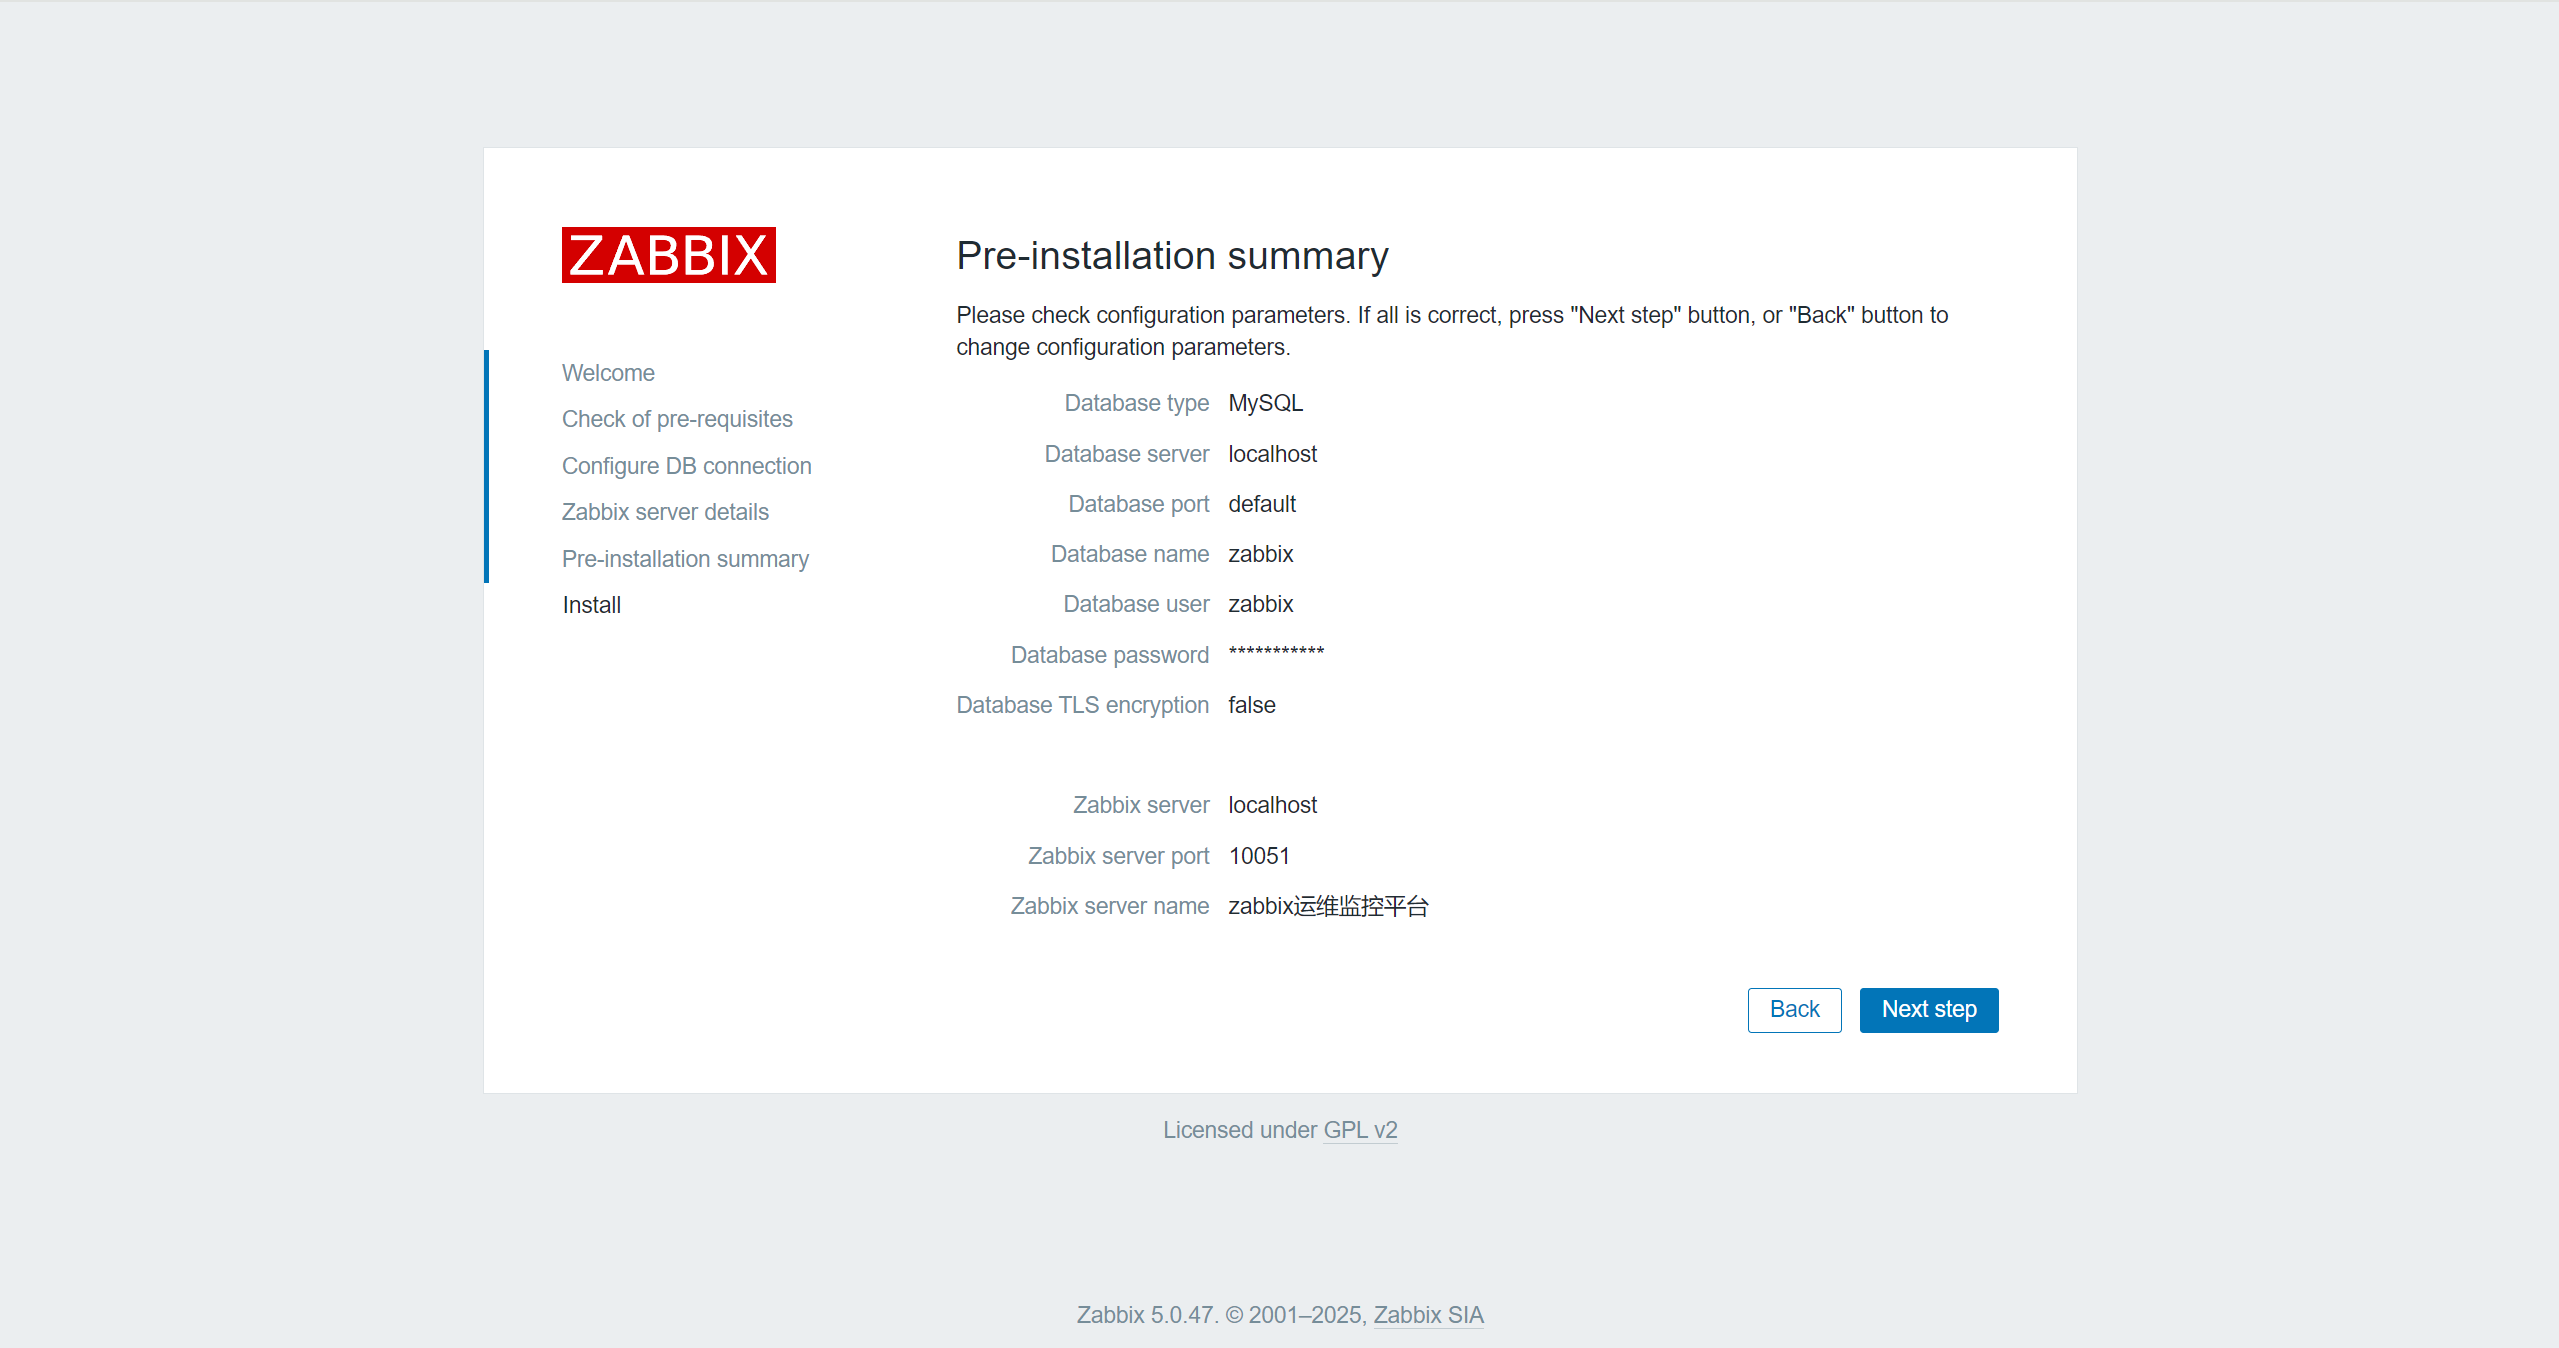 ZABBIX
Welcome
Check of pre-requisites
Configure DB connection
Zabbix server details
Pre-installation summary
Install
Pre-installation summary
Please check configuration parameters. If all is correct, press "Next step" button, or "Back" button to
change configuration parameters.
Database type MySQL
Database server localhost
Database port default
Database name zabbix
Database user zabbix
Database password ***********
Database TLS encryption false
Zabbix server localhost
Zabbix server port 10051
Zabbix server name zabbix运维监控平台
Back Next step
Licensed under GPL v2
Zabbix 5.0.47. © 2001–2025, Zabbix SIA